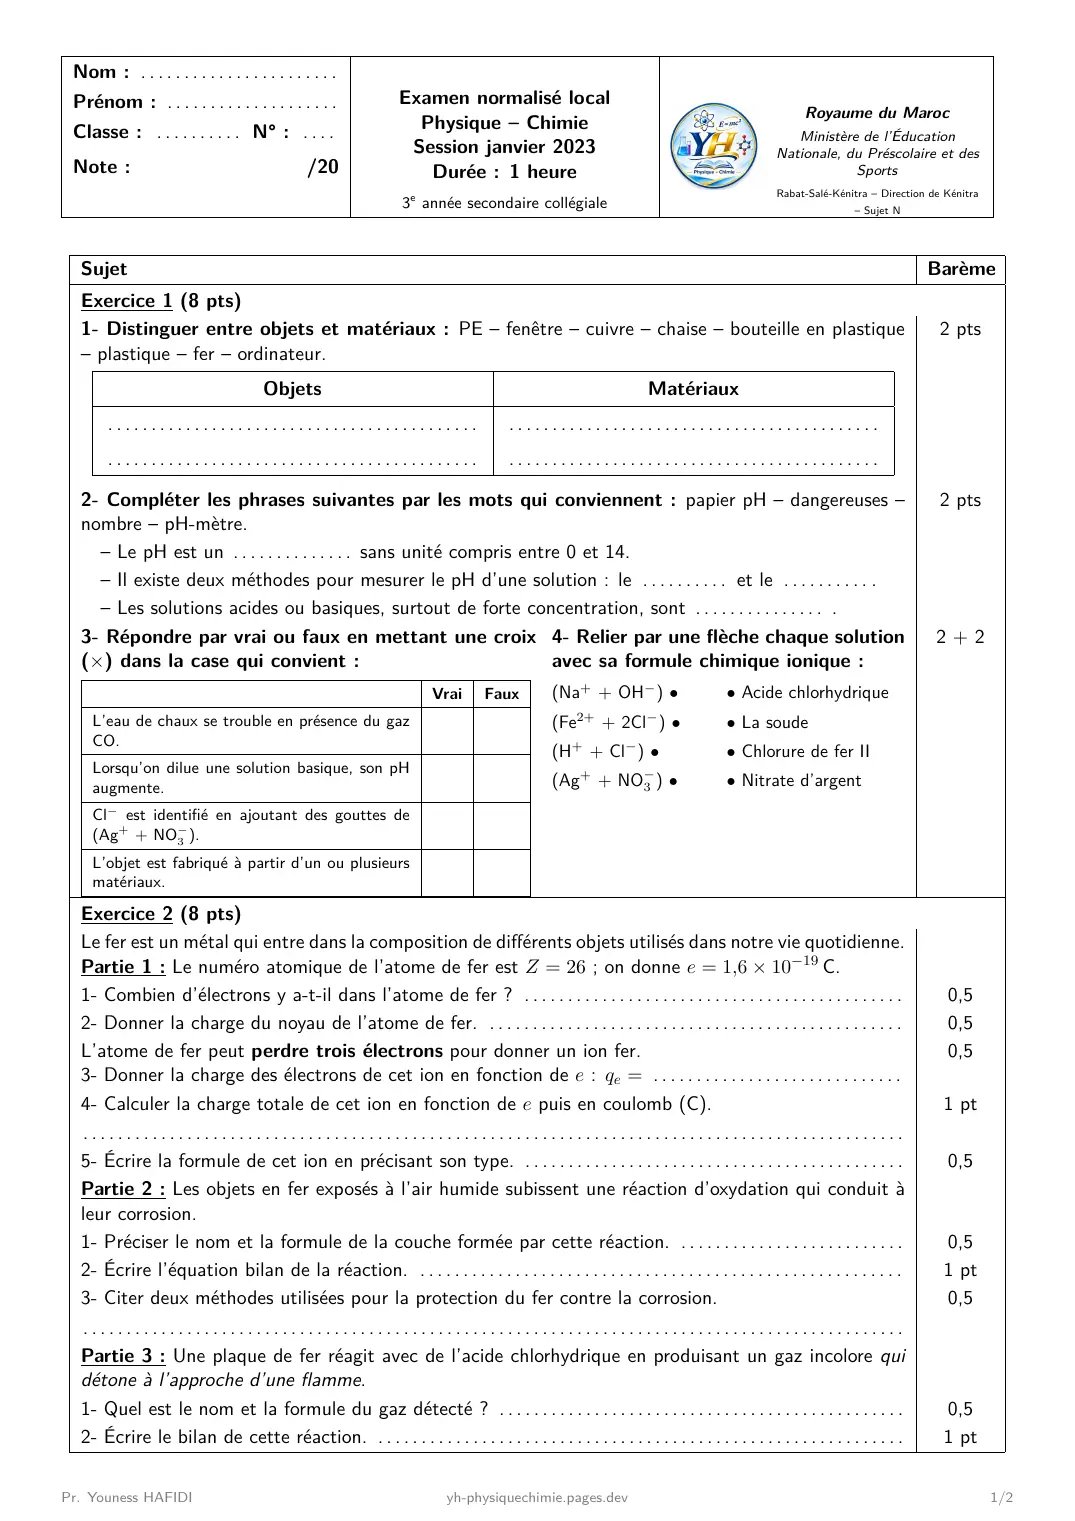 Nom : ......................
Prénom : ....................
Classe : .......... N° : ....
Note : /20
Examen normalisé local
Physique – Chimie
Session janvier 2023
Durée : 1 heure
3e année secondaire collégiale
E=mc²
YH
Physique - Chimie
Royaume du Maroc
Ministère de l'Éducation
Nationale, du Préscolaire et des
Sports
Rabat-Salé-Kénitra – Direction de Kénitra
– Sujet N
Sujet Barème
Exercice 1 (8 pts)
1- Distinguer entre objets et matériaux : PE – fenêtre – cuivre – chaise – bouteille en plastique 2 pts
– plastique – fer – ordinateur.
Objets Matériaux
........................................... ...........................................
........................................... ...........................................
2- Compléter les phrases suivantes par les mots qui conviennent : papier pH – dangereuses – 2 pts
nombre – pH-mètre.
– Le pH est un .............. sans unité compris entre 0 et 14.
– Il existe deux méthodes pour mesurer le pH d'une solution : le .......... et le ...........
– Les solutions acides ou basiques, surtout de forte concentration, sont ............... .
3- Répondre par vrai ou faux en mettant une croix
(×) dans la case qui convient :
Vrai Faux
L'eau de chaux se trouble en présence du gaz
CO.
Lorsqu'on dilue une solution basique, son pH
augmente.
Cl⁻ est identifié en ajoutant des gouttes de
(Ag⁺ + NO₃⁻).
L'objet est fabriqué à partir d'un ou plusieurs
matériaux.
4- Relier par une flèche chaque solution 2 + 2
avec sa formule chimique ionique :
(Na⁺ + OH⁻) • • Acide chlorhydrique
(Fe²⁺ + 2Cl⁻) • • La soude
(H⁺ + Cl⁻) • • Chlorure de fer II
(Ag⁺ + NO₃⁻) • • Nitrate d'argent
Exercice 2 (8 pts)
Le fer est un métal qui entre dans la composition de différents objets utilisés dans notre vie quotidienne.
Partie 1 : Le numéro atomique de l'atome de fer est Z = 26 ; on donne e = 1,6 × 10⁻¹⁹ C.
1- Combien d'électrons y a-t-il dans l'atome de fer ? ............................................ 0,5
2- Donner la charge du noyau de l'atome de fer. ................................................ 0,5
L'atome de fer peut perdre trois électrons pour donner un ion fer. 0,5
3- Donner la charge des électrons de cet ion en fonction de e : qₑ = .............................
4- Calculer la charge totale de cet ion en fonction de e puis en coulomb (C). 1 pt
................................................................................................
5- Écrire la formule de cet ion en précisant son type. ............................................ 0,5
Partie 2 : Les objets en fer exposés à l'air humide subissent une réaction d'oxydation qui conduit à
leur corrosion.
1- Préciser le nom et la formule de la couche formée par cette réaction. .......................... 0,5
2- Écrire l'équation bilan de la réaction. ........................................................ 1 pt
3- Citer deux méthodes utilisées pour la protection du fer contre la corrosion. 0,5
................................................................................................
Partie 3 : Une plaque de fer réagit avec de l'acide chlorhydrique en produisant un gaz incolore qui
détone à l'approche d'une flamme.
1- Quel est le nom et la formule du gaz détecté ? ............................................... 0,5
2- Écrire le bilan de cette réaction. ............................................................. 1 pt
Pr. Youness HAFIDI yh-physiquechimie.pages.dev 1/2